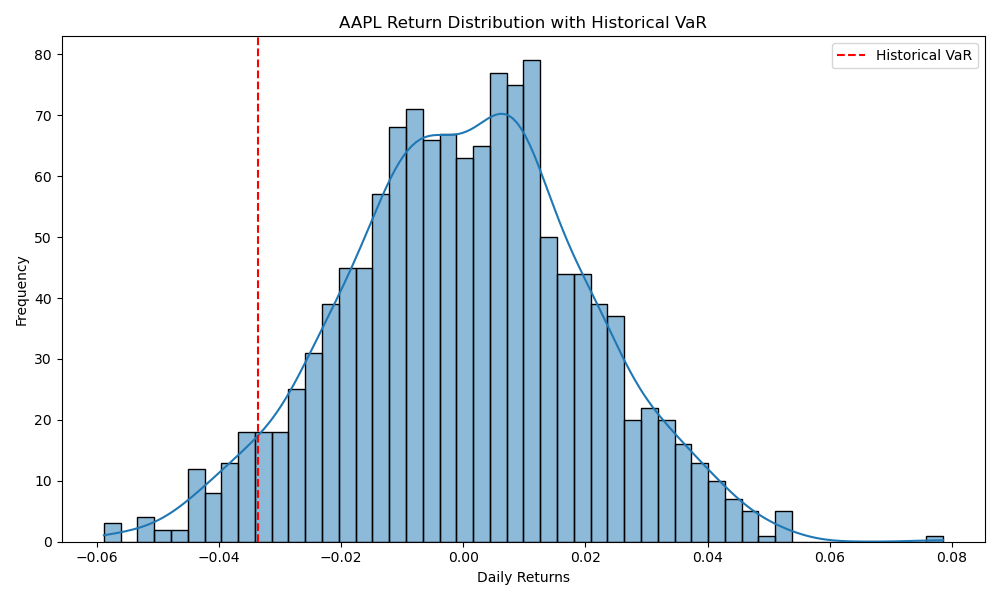 AAPL Return Distribution with Historical VaR
Historical VaR
80
70
60
50
40
30
20
10
0
Frequency
−0.06 −0.04 −0.02 0.00 0.02 0.04 0.06 0.08
Daily Returns